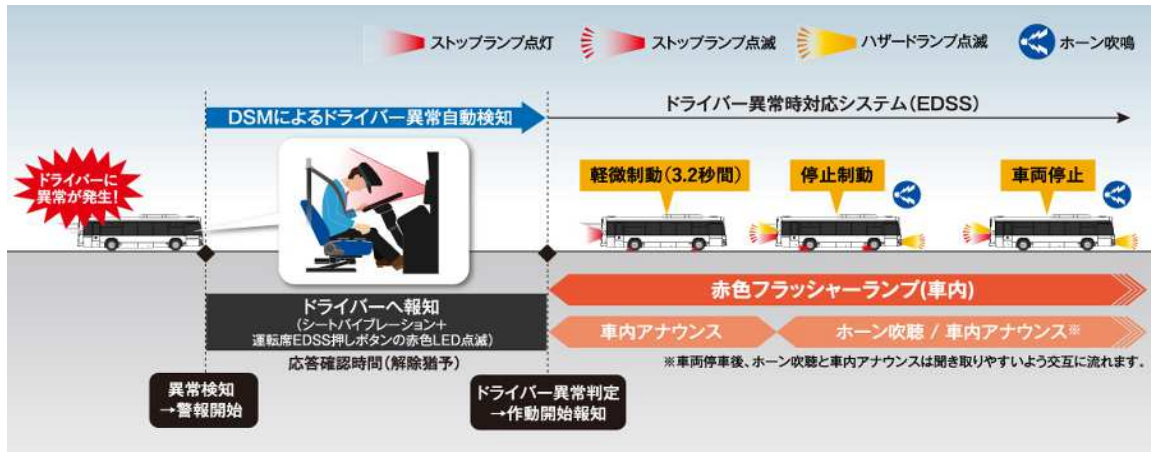 ストップランプ点灯
ストップランプ点滅
ハザードランプ点滅
ホーン吹鳴
DSMによるドライバー異常自動検知
ドライバー異常時対応システム(EDSS)
ドライバーに
異常が発生!
軽微制動(3.2秒間)
停止制動
車両停止
赤色フラッシャーランプ(車内)
ドライバーへ報知
(シートバイブレーション+
運転席EDSS押しボタンの赤色LED点滅)
車内アナウンス
ホーン吹聴 / 車内アナウンス※
応答確認時間(解除猶予)
※車両停車後、ホーン吹聴と車内アナウンスは聞き取りやすいよう交互に流れます。
異常検知
→警報開始
ドライバー異常判定
→作動開始報知